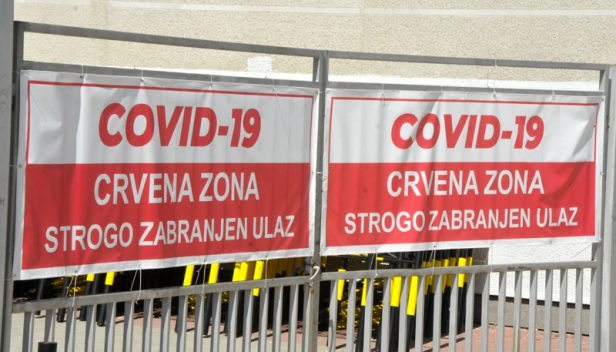 COVID-19
CRVENA ZONA
STROGO ZABRANJEN ULAZ
COVID-19
CRVENA ZONA
STROGO ZABRANJEN ULAZ